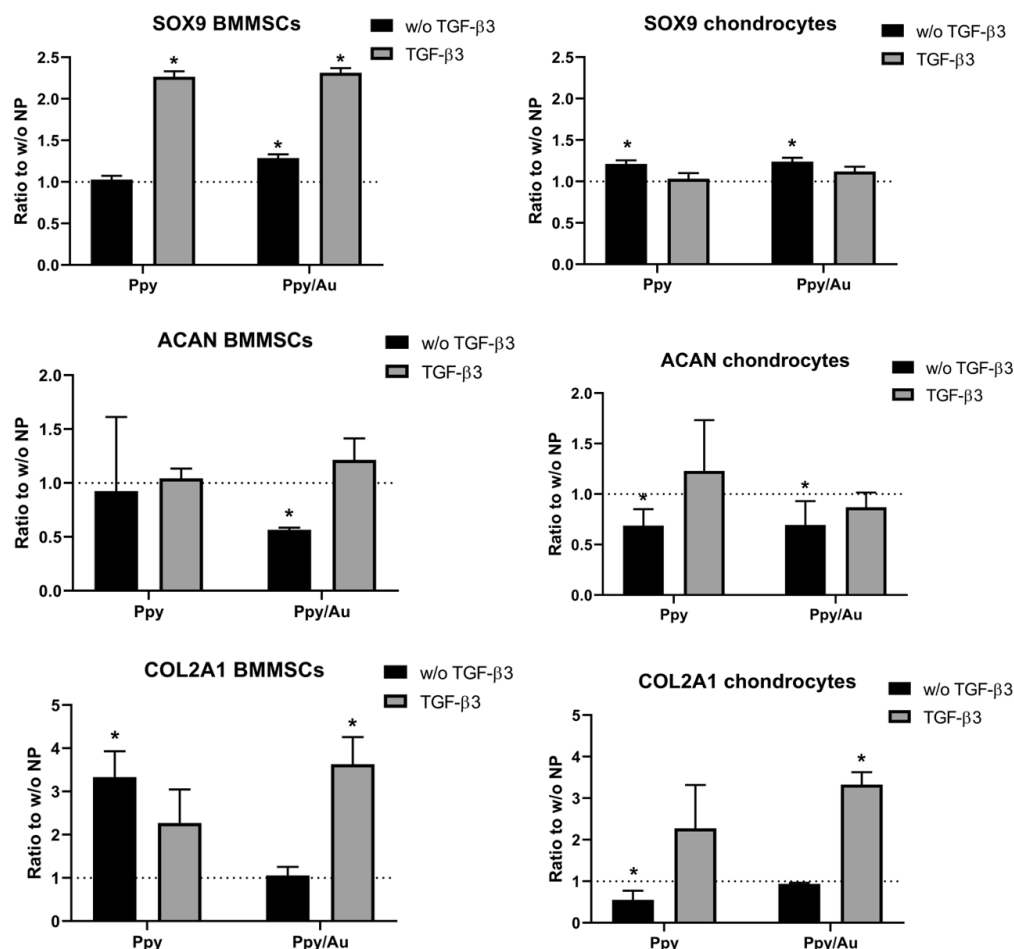 SOX9 BMMSCs
w/o TGF-β3
TGF-β3
Ratio to w/o NP
2.5
2.0
1.5
1.0
0.5
0.0
*
*
*
Ppy
Ppy/Au
SOX9 chondrocytes
w/o TGF-β3
TGF-β3
Ratio to w/o NP
2.5
2.0
1.5
1.0
0.5
0.0
*
*
Ppy
Ppy/Au
ACAN BMMSCs
w/o TGF-β3
TGF-β3
Ratio to w/o NP
2.0
1.5
1.0
0.5
0.0
*
Ppy
Ppy/Au
ACAN chondrocytes
w/o TGF-β3
TGF-β3
Ratio to w/o NP
2.0
1.5
1.0
0.5
0.0
*
*
Ppy
Ppy/Au
COL2A1 BMMSCs
w/o TGF-β3
TGF-β3
Ratio to w/o NP
5
4
3
2
1
0
*
*
Ppy
Ppy/Au
COL2A1 chondrocytes
w/o TGF-β3
TGF-β3
Ratio to w/o NP
5
4
3
2
1
0
*
*
Ppy
Ppy/Au